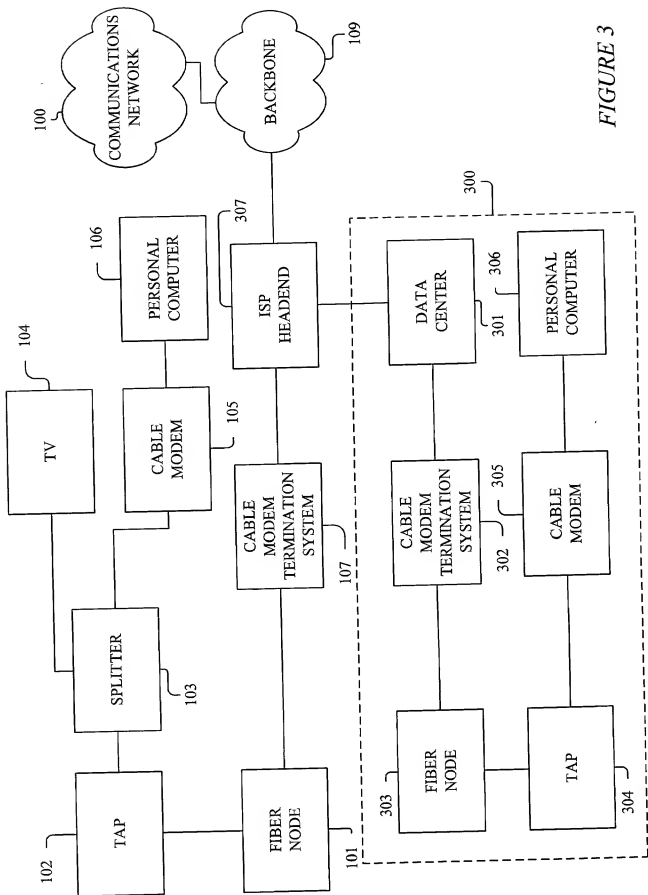 104
TV
106
PERSONAL
COMPUTER
100
COMMUNICATIONS
NETWORK
102
TAP
SPLITTER
103
CABLE
MODEM
105
307
BACKBONE
109
FIBER
NODE
101
CABLE
MODEM
TERMINATION
SYSTEM
107
ISP
HEADEND
300
303
FIBER
NODE
CABLE
MODEM
TERMINATION
SYSTEM
302
DATA
CENTER
301
TAP
304
305
CABLE
MODEM
306
PERSONAL
COMPUTER
FIGURE 3